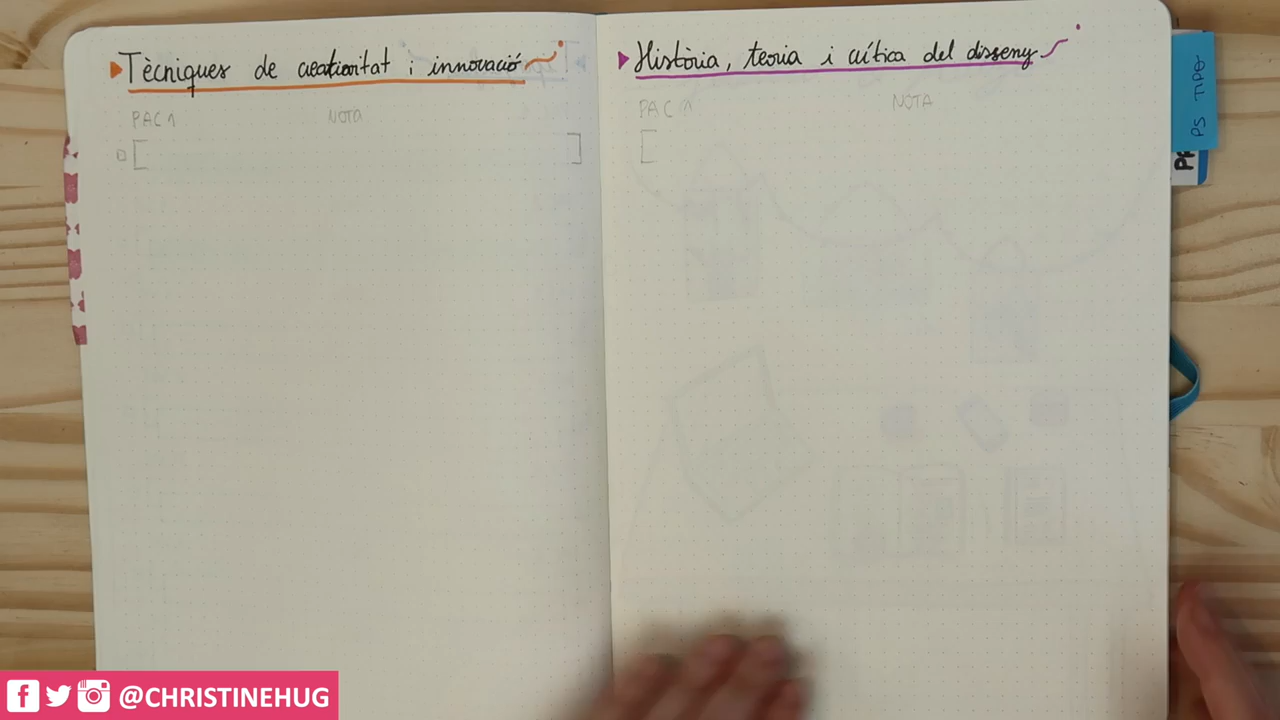 Tècniques de creativitat i innovació
PAC 1 NOTA
Història, teoria i crítica del disseny
PAC 1 NOTA
PS TIPO
@CHRISTINEHUG